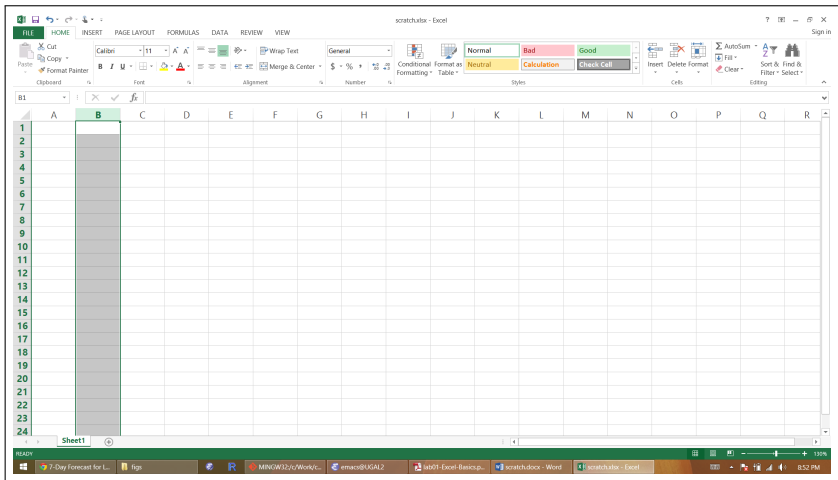 scratch.xlsx - Excel
FILE HOME INSERT PAGE LAYOUT FORMULAS DATA REVIEW VIEW Sign in
Paste
Cut
Copy
Format Painter
Clipboard
Calibri 11
B I U
Font
Wrap Text
Merge & Center
Alignment
General
$ % ,
Number
Conditional Formatting
Format as Table
Normal Bad Good
Neutral Calculation Check Cell
Styles
Insert Delete Format
Cells
AutoSum
Fill
Clear
Sort & Filter
Find & Select
Editing
B1 fx
A B C D E F G H I J K L M N O P Q R
1
2
3
4
5
6
7
8
9
10
11
12
13
14
15
16
17
18
19
20
21
22
23
24
Sheet1
READY 130%
7-Day Forecast for L... figs MINGW32:/c/Work/c... emacs@UGAL2 lab01-Excel-Basics.p... scratch.docx - Word scratch.xlsx - Excel 8:52 PM